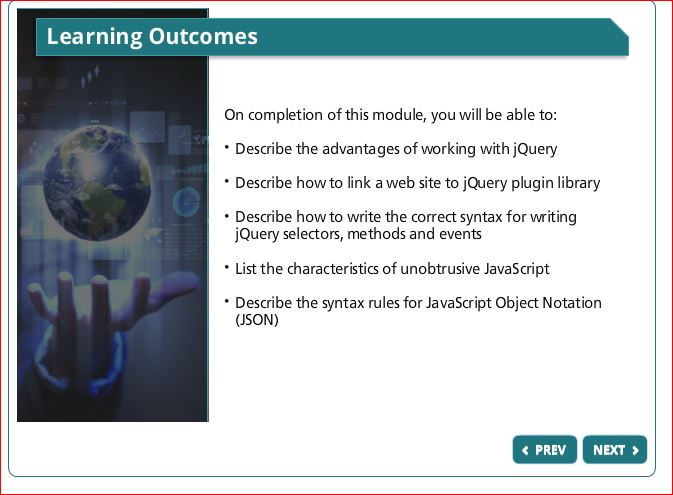 Learning Outcomes
On completion of this module, you will be able to:
• Describe the advantages of working with jQuery
• Describe how to link a web site to jQuery plugin library
• Describe how to write the correct syntax for writing
jQuery selectors, methods and events
• List the characteristics of unobtrusive JavaScript
• Describe the syntax rules for JavaScript Object Notation
(JSON)
PREV NEXT